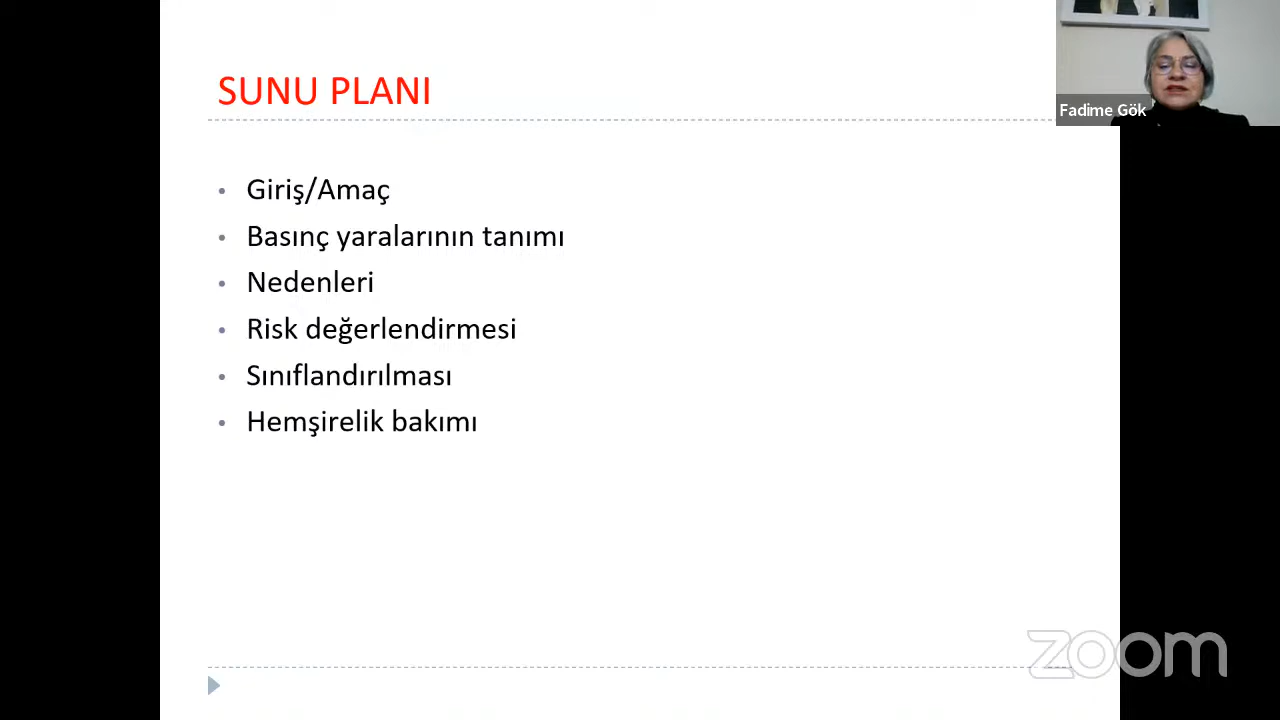 SUNU PLANI
Fadime Gök
• Giriş/Amaç
• Basınç yaralarının tanımı
• Nedenleri
• Risk değerlendirmesi
• Sınıflandırılması
• Hemşirelik bakımı
zoom